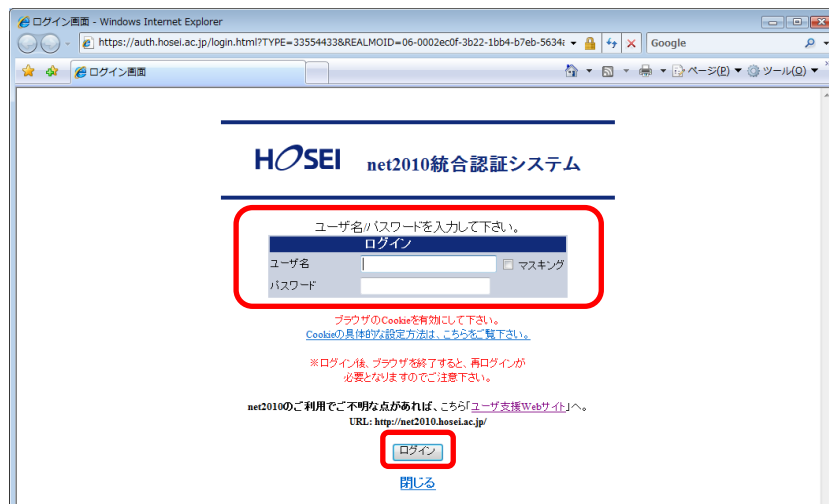 ログイン画面 - Windows Internet Explorer
https://auth.hosei.ac.jp/login.html?TYPE=33554433&REALMOID=06-0002ec0f-3b22-1bb4-b7eb-5634
Google
ログイン画面
ページ(P)
ツール(O)
HOSEI net2010統合認証システム
ユーザ名/パスワードを入力して下さい。
ログイン
ユーザ名
マスキング
パスワード
ブラウザのCookieを有効にして下さい。
Cookieの具体的な設定方法は、こちらをご覧下さい。
※ログイン後、ブラウザを終了すると、再ログインが
必要となりますのでご注意下さい。
net2010のご利用でご不明な点があれば、こちら「ユーザ支援Webサイト」へ。
URL: http://net2010.hosei.ac.jp/
ログイン
閉じる